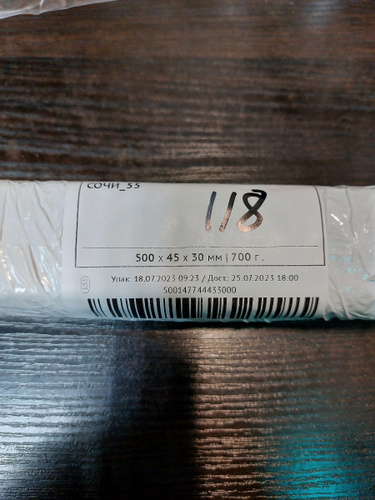 СОЧИ_55
118
500 x 45 x 30 мм | 700 г.
Упак: 18.07.2023 09:23 / Дост: 25.07.2023 18:00
500147744433000